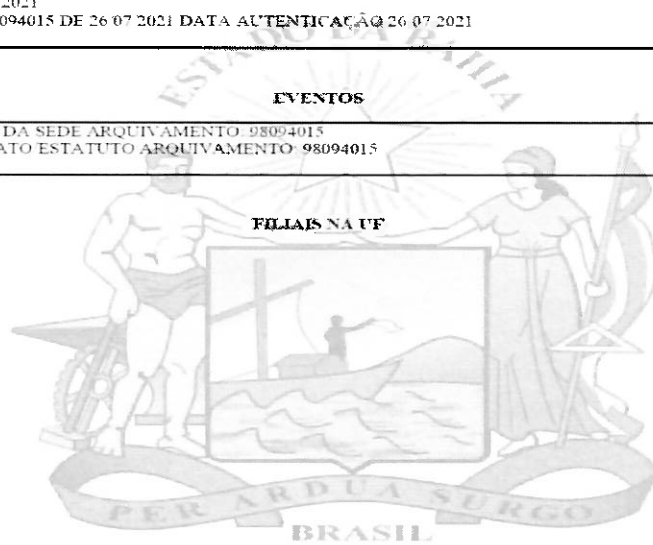 2021
094015 DE 26/07/2021 DATA AUTENTICAÇÃO 26/07/2021
ESTADO DA BAHIA
EVENTOS
DA SEDE ARQUIVAMENTO: 98094015
ATO ESTATUTO ARQUIVAMENTO: 98094015
FILIAIS NA UF
PER ARDUA SURGO
BRASIL